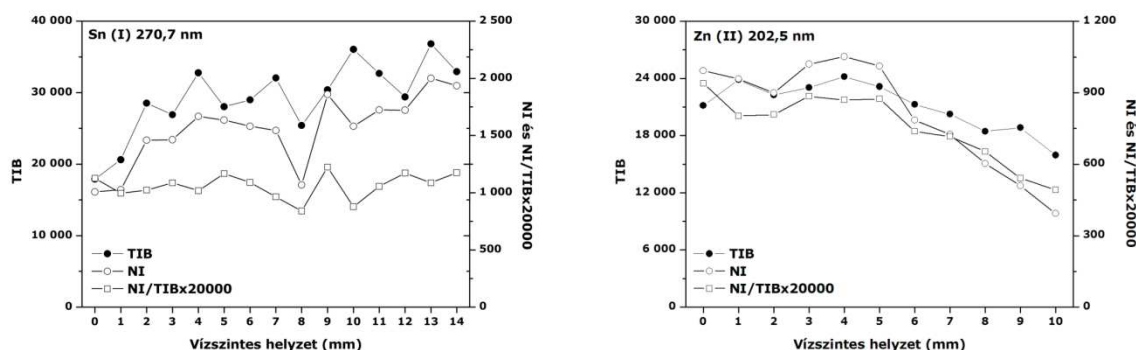 Sn (I) 270,7 nm
40 000
30 000
20 000
10 000
0
TIB
2 500
2 000
1 500
1 000
500
0
NI és NI/TIBx20000
TIB
NI
NI/TIBx20000
0 1 2 3 4 5 6 7 8 9 10 11 12 13 14
Vízszintes helyzet (mm)
Zn (II) 202,5 nm
30 000
24 000
18 000
12 000
6 000
0
TIB
1 200
900
600
300
0
NI és NI/TIBx20000
TIB
NI
NI/TIBx20000
0 1 2 3 4 5 6 7 8 9 10
Vízszintes helyzet (mm)